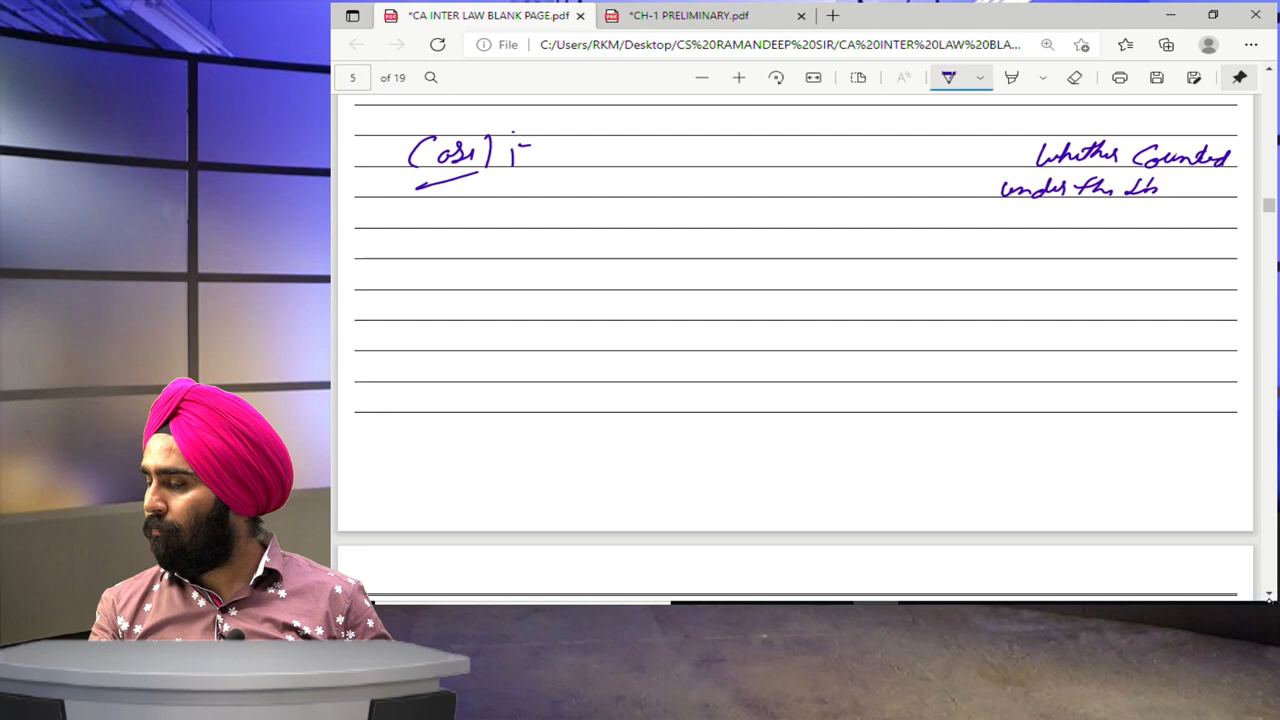 *CA INTER LAW BLANK PAGE.pdf
*CH-1 PRELIMINARY.pdf
File
C:/Users/RKM/Desktop/CS%20RAMANDEEP%20SIR/CA%20INTER%20LAW%20BLA...
5 of 19
Whether Counted
under the